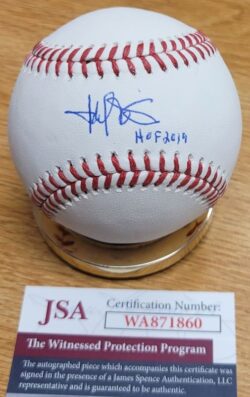 HOF 2019
JSA
Certification Number:
WA871860
The Witnessed Protection Program
The autographed piece which accompanies this certificate was
signed in the presence of a James Spence Authentication, LLC
representative and is guaranteed to be authentic.